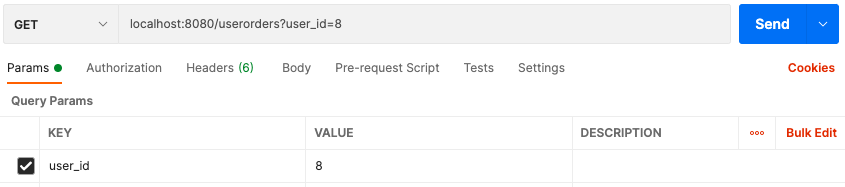 GET localhost:8080/userorders?user_id=8 Send
Params Authorization Headers (6) Body Pre-request Script Tests Settings Cookies
Query Params
KEY VALUE DESCRIPTION Bulk Edit
user_id 8